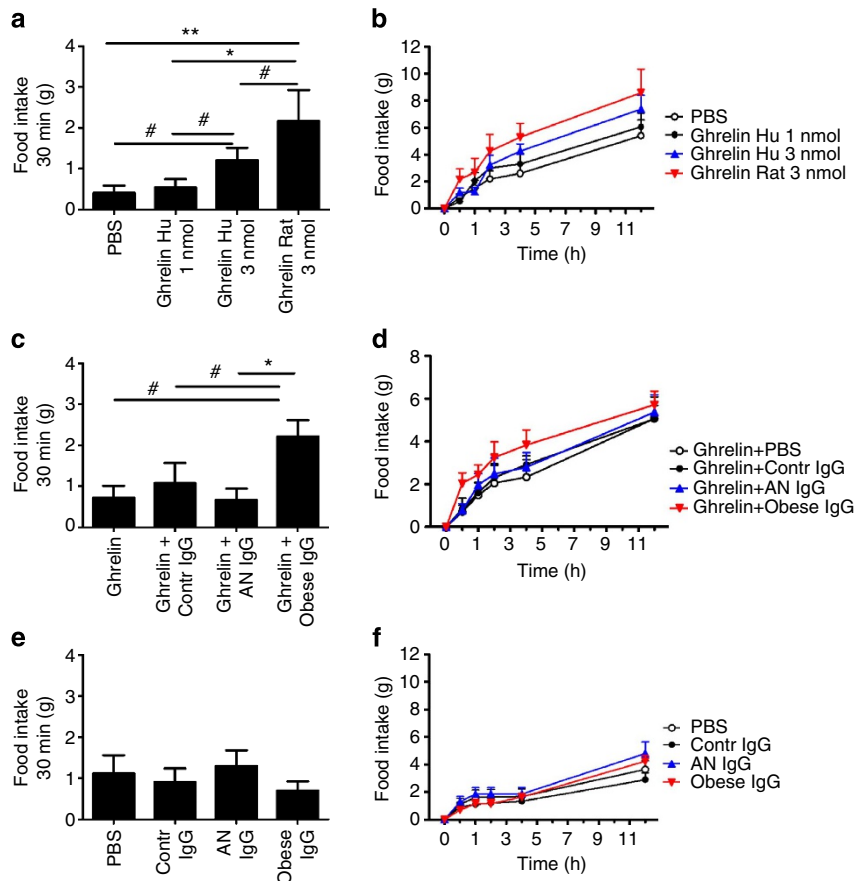 a
Food intake
30 min (g)
4
3
2
1
0
**
*
#
#
#
PBS
Ghrelin Hu
1 nmol
Ghrelin Hu
3 nmol
Ghrelin Rat
3 nmol
b
Food intake (g)
12
10
8
6
4
2
0
0 1 3 5 7 9 11
Time (h)
PBS
Ghrelin Hu 1 nmol
Ghrelin Hu 3 nmol
Ghrelin Rat 3 nmol
c
Food intake
30 min (g)
4
3
2
1
0
*
#
#
Ghrelin
Ghrelin +
Contr IgG
Ghrelin +
AN IgG
Ghrelin +
Obese IgG
d
Food intake (g)
8
6
4
2
0
0 1 3 5 7 9 11
Time (h)
Ghrelin+PBS
Ghrelin+Contr IgG
Ghrelin+AN IgG
Ghrelin+Obese IgG
e
Food intake
30 min (g)
4
3
2
1
0
PBS
Contr
IgG
AN
IgG
Obese
IgG
f
Food intake (g)
12
10
8
6
4
2
0
0 1 3 5 7 9 11
Time (h)
PBS
Contr IgG
AN IgG
Obese IgG